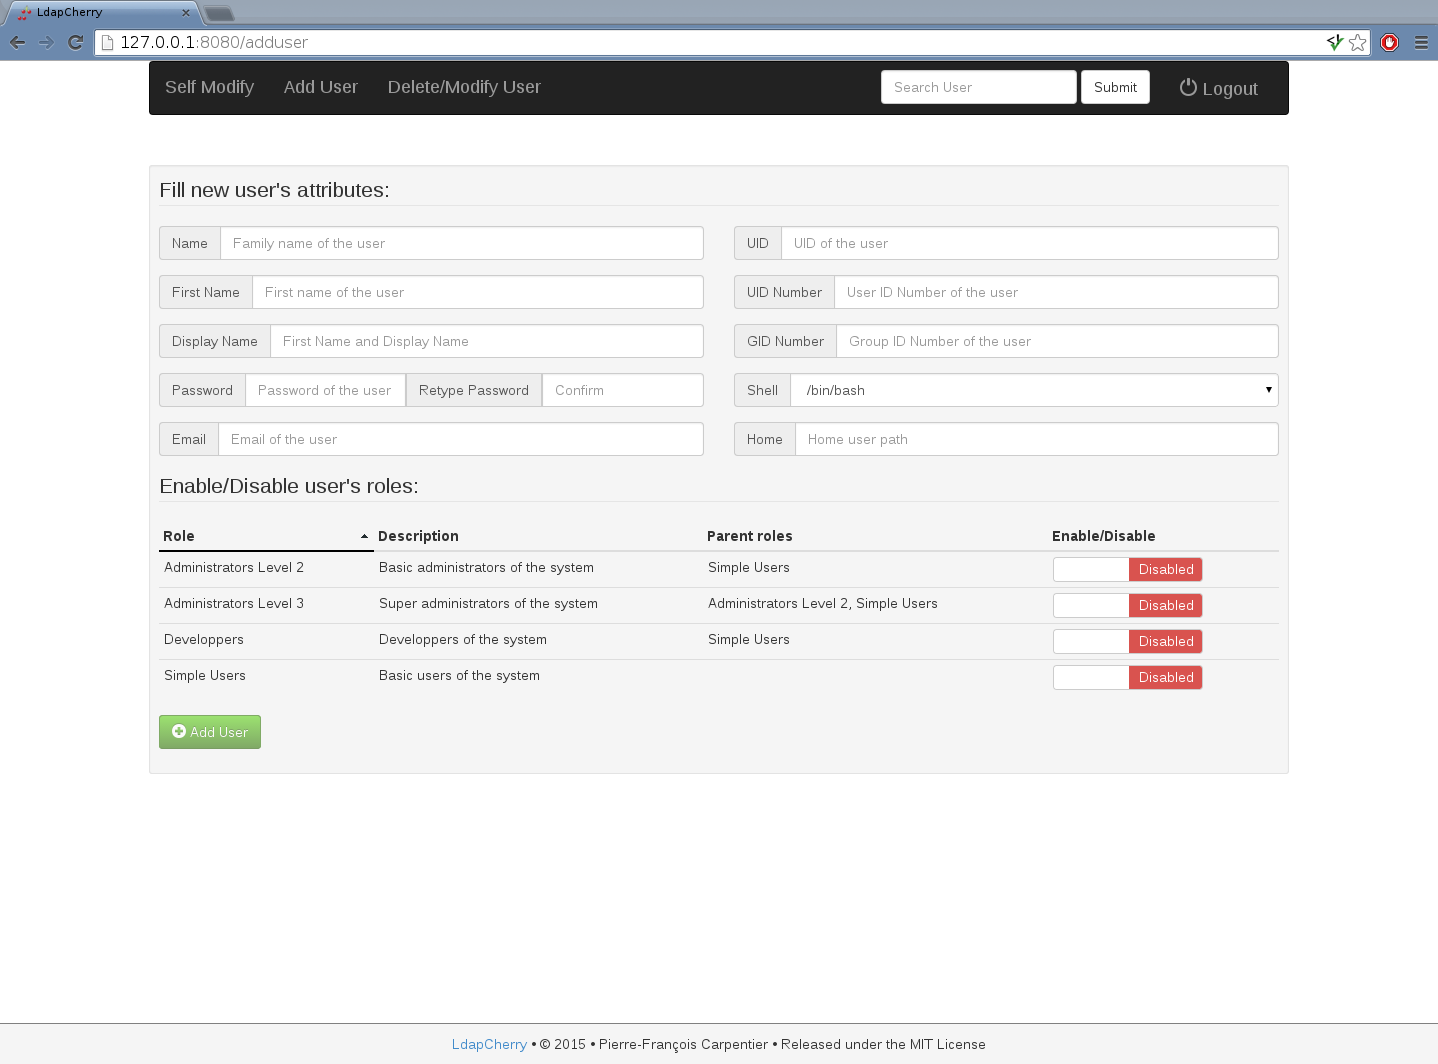 LdapCherry
127.0.0.1:8080/adduser
Self Modify Add User Delete/Modify User Search User Submit Logout
Fill new user's attributes:
Name Family name of the user UID UID of the user
First Name First name of the user UID Number User ID Number of the user
Display Name First Name and Display Name GID Number Group ID Number of the user
Password Password of the user Retype Password Confirm Shell /bin/bash
Email Email of the user Home Home user path
Enable/Disable user's roles:
Role Description Parent roles Enable/Disable
Administrators Level 2 Basic administrators of the system Simple Users Disabled
Administrators Level 3 Super administrators of the system Administrators Level 2, Simple Users Disabled
Developpers Developpers of the system Simple Users Disabled
Simple Users Basic users of the system Disabled
Add User
LdapCherry • © 2015 • Pierre-François Carpentier • Released under the MIT License